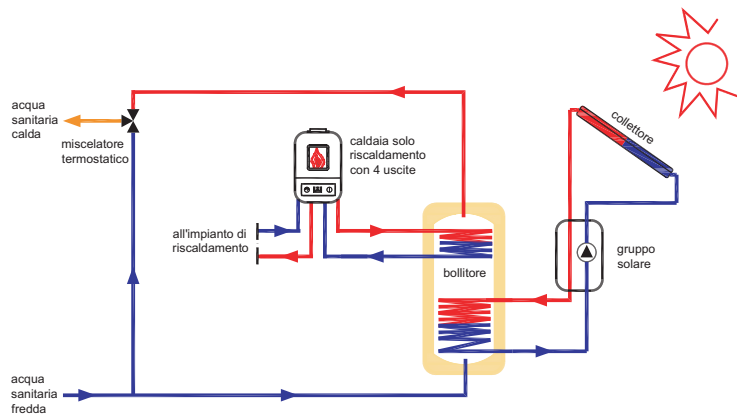 acqua
sanitaria
calda
miscelatore
termostatico
caldaia solo
riscaldamento
con 4 uscite
all'impianto di
riscaldamento
bollitore
collettore
gruppo
solare
acqua
sanitaria
fredda